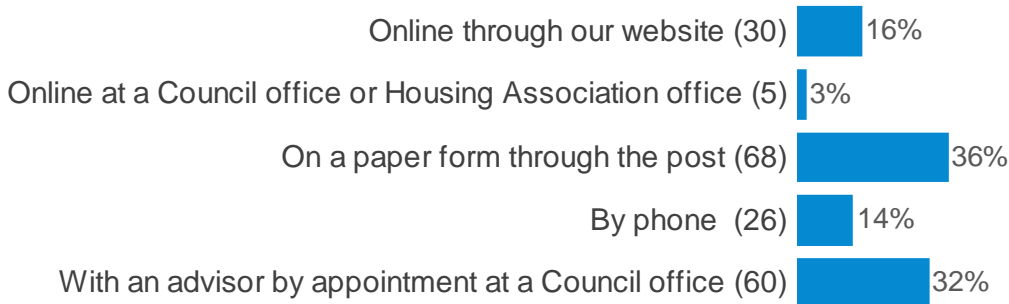 Online through our website (30) 16%
Online at a Council office or Housing Association office (5) 3%
On a paper form through the post (68) 36%
By phone (26) 14%
With an advisor by appointment at a Council office (60) 32%